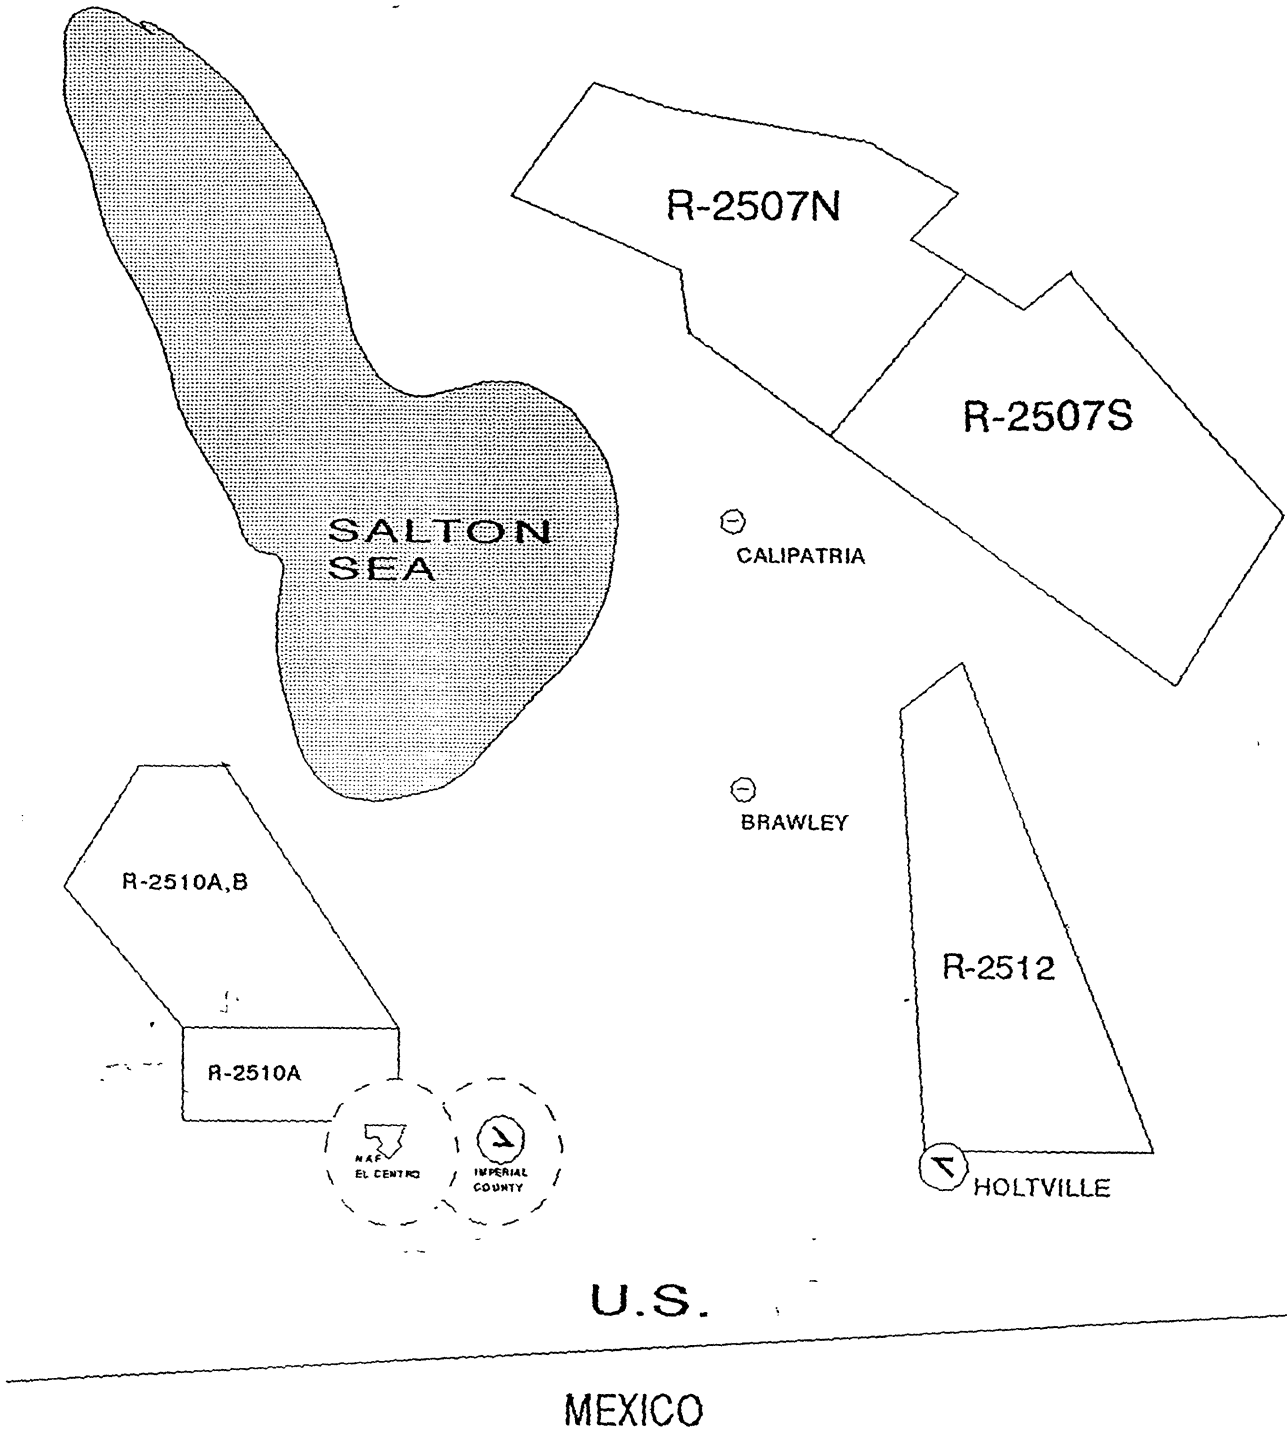 R-2507N
R-2507S
SALTON
SEA
CALIPATRIA
BRAWLEY
R-2510A,B
R-2512
R-2510A
NAF
EL CENTRO
IMPERIAL
COUNTY
HOLTVILLE
U.S.
MEXICO